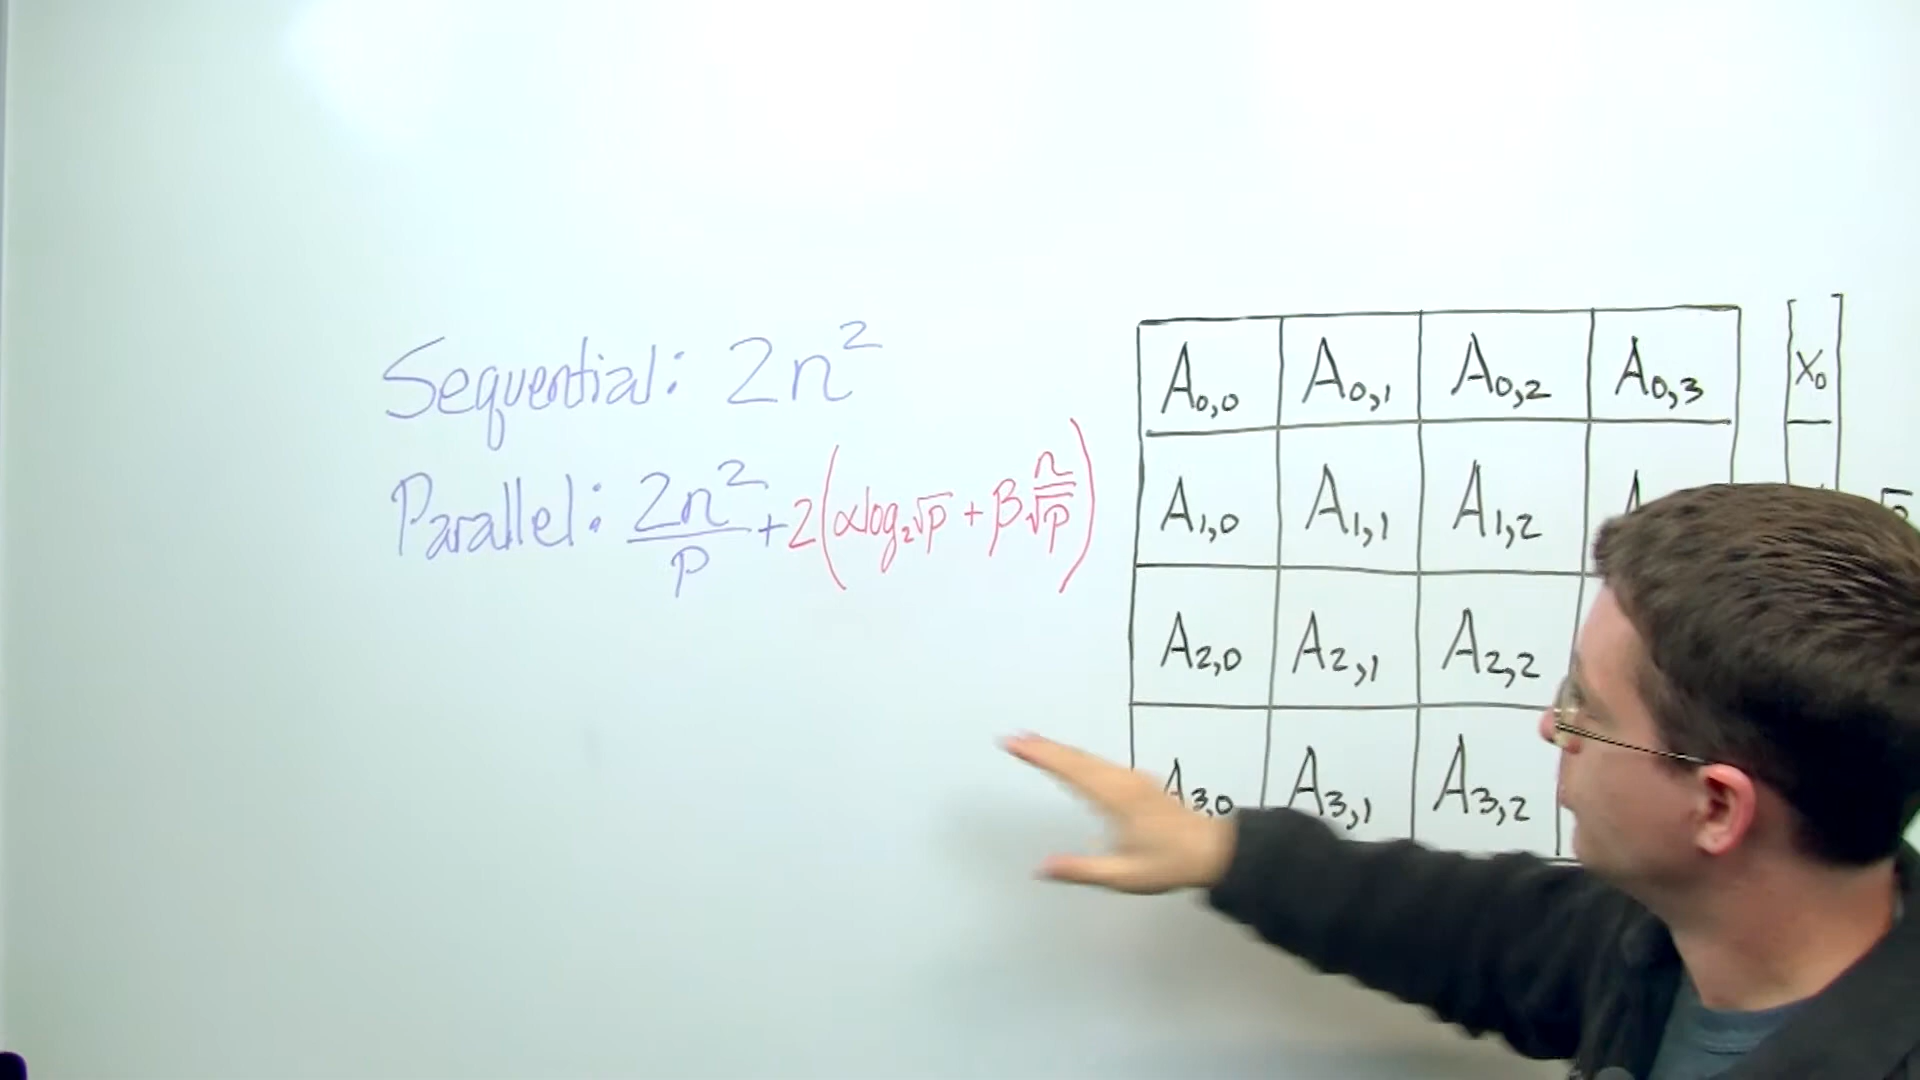 Sequential: 2n²
Parallel: 2n²/p + 2(αlog₂√p + β n/√p)
A0,0 A0,1 A0,2 A0,3 x0
A1,0 A1,1 A1,2
A2,0 A2,1 A2,2
A3,0 A3,1 A3,2